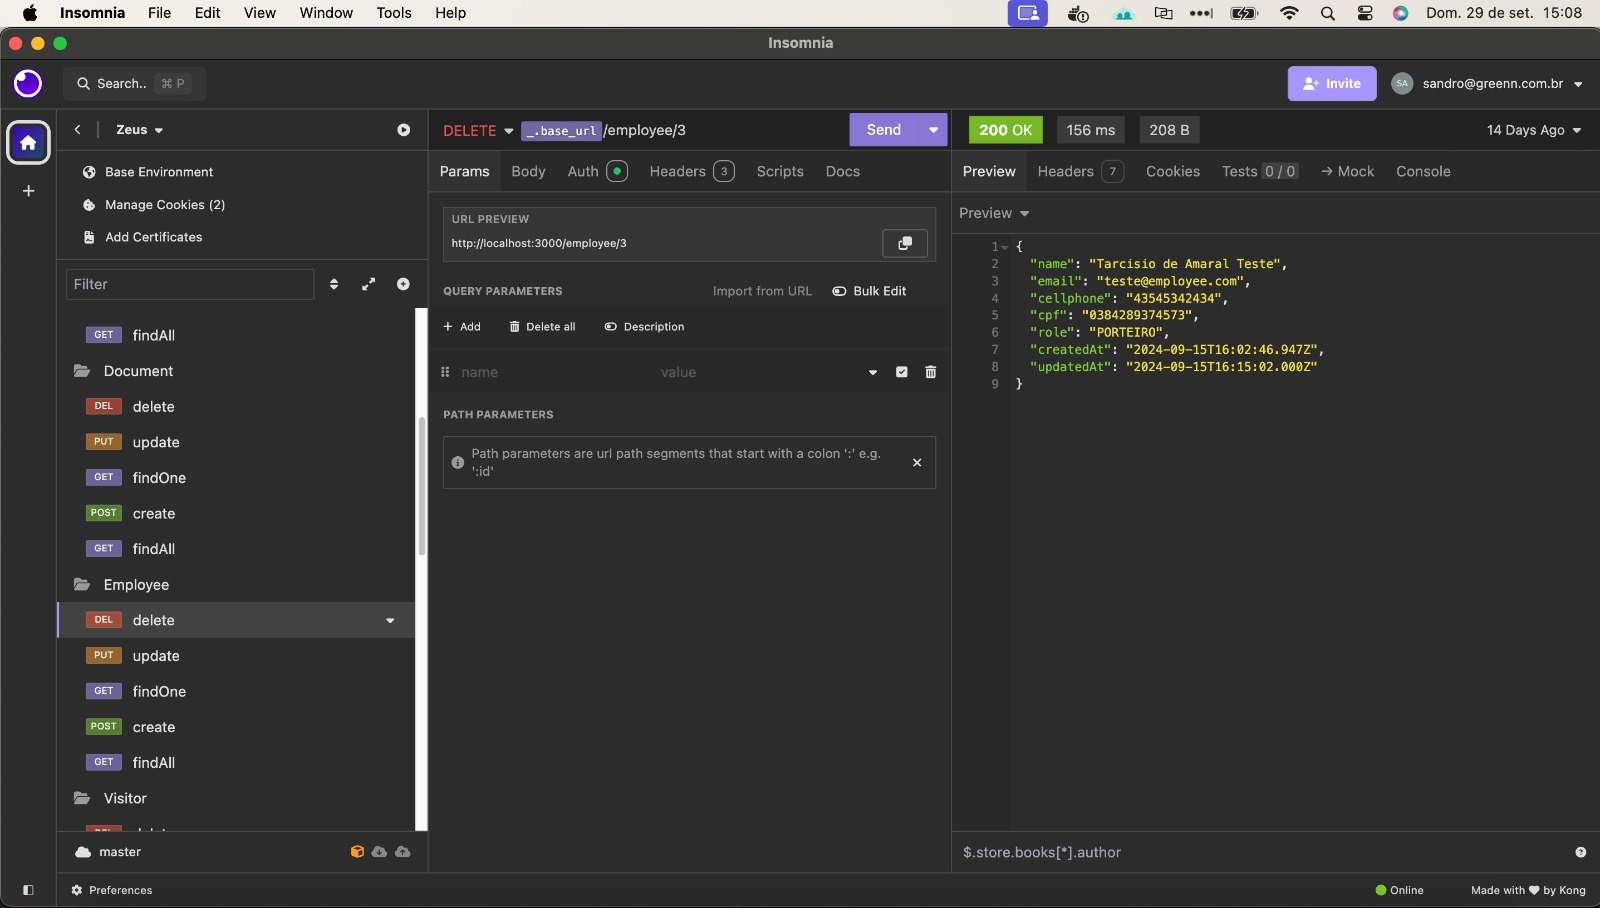 Insomnia File Edit View Window Tools Help Dom. 29 de set. 15:08
Insomnia
Search.. ⌘ P Invite SA sandro@greenn.com.br
Zeus
DELETE _.base_url/employee/3 Send
200 OK 156 ms 208 B 14 Days Ago
Base Environment
Manage Cookies (2)
Add Certificates
Filter
GET findAll
Document
DEL delete
PUT update
GET findOne
POST create
GET findAll
Employee
DEL delete
PUT update
GET findOne
POST create
GET findAll
Visitor
master
Preferences
Params Body Auth Headers 3 Scripts Docs
URL PREVIEW
http://localhost:3000/employee/3
QUERY PARAMETERS Import from URL Bulk Edit
+ Add Delete all Description
name value
PATH PARAMETERS
Path parameters are url path segments that start with a colon ':' e.g.
':id'
Preview Headers 7 Cookies Tests 0 / 0 → Mock Console
Preview
1 {
2 "name": "Tarcisio de Amaral Teste",
3 "email": "teste@employee.com",
4 "cellphone": "43545342434",
5 "cpf": "0384289374573",
6 "role": "PORTEIRO",
7 "createdAt": "2024-09-15T16:02:46.947Z",
8 "updatedAt": "2024-09-15T16:15:02.000Z"
9 }
$.store.books[*].author
Online Made with ♥ by Kong